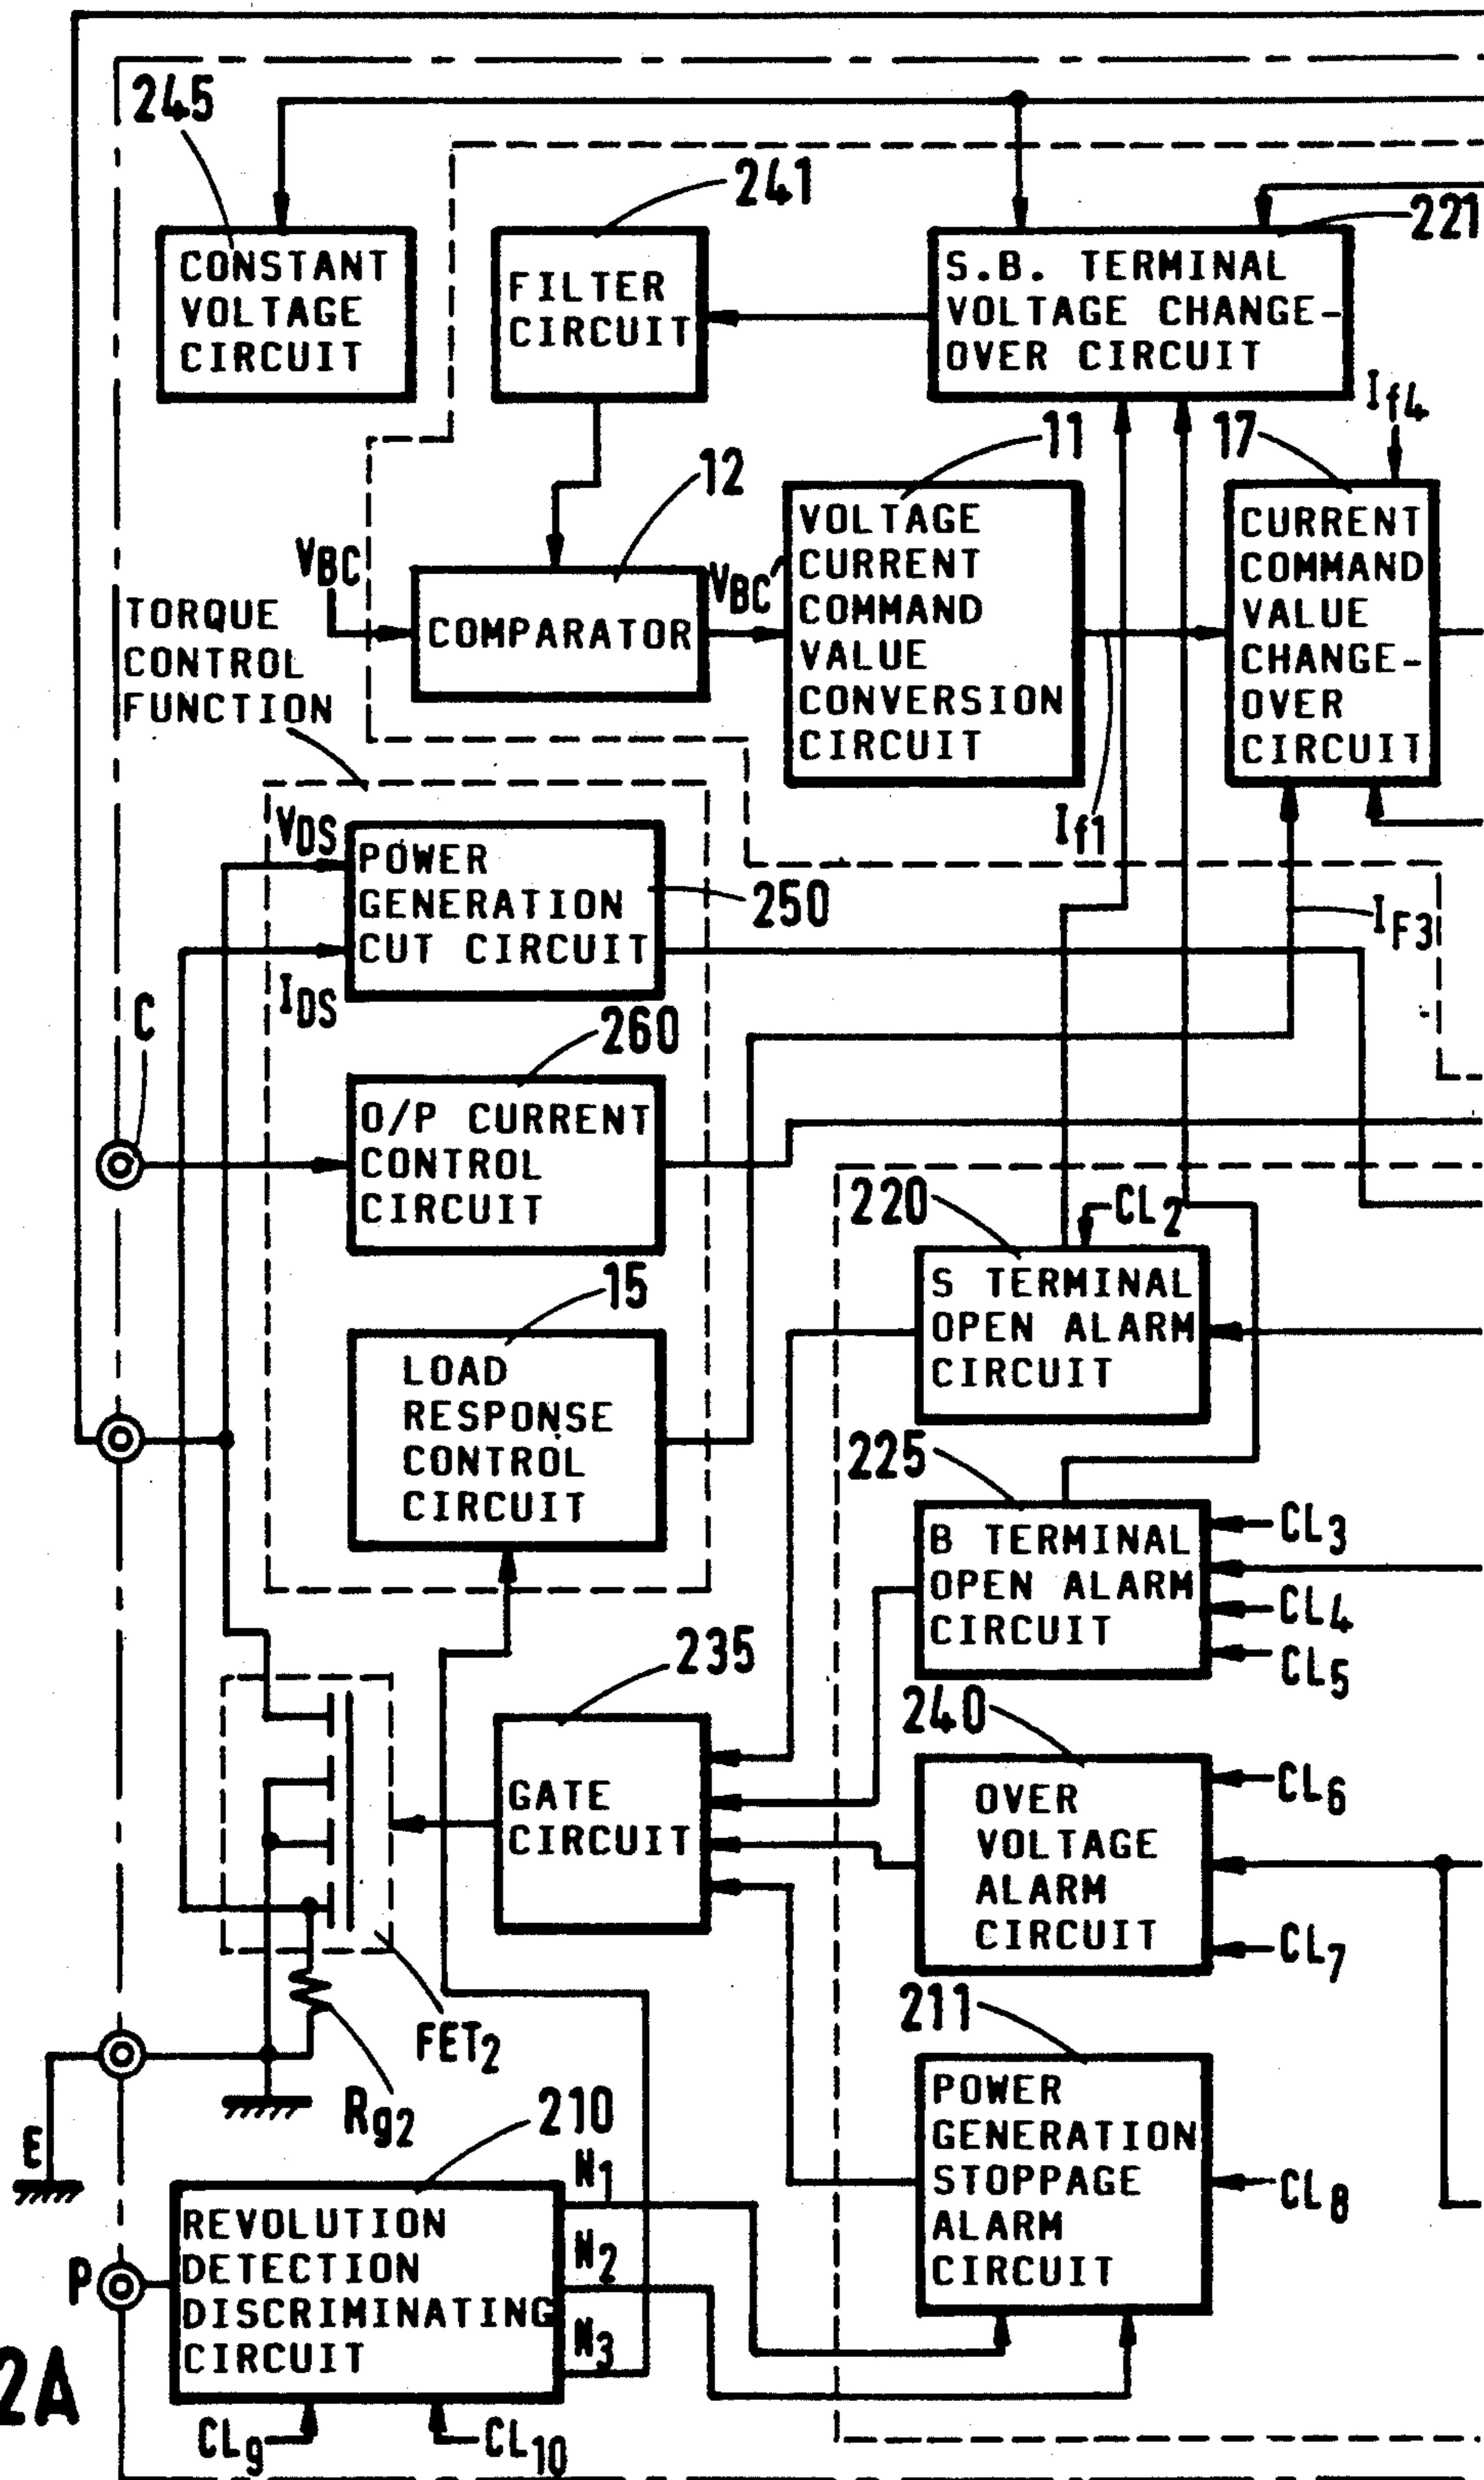 245
241
221
CONSTANT
VOLTAGE
CIRCUIT
FILTER
CIRCUIT
S.B. TERMINAL
VOLTAGE CHANGE-
OVER CIRCUIT
If4
11
17
12
VBC
COMPARATOR
VBC'
VOLTAGE
CURRENT
COMMAND
VALUE
CONVERSION
CIRCUIT
CURRENT
COMMAND
VALUE
CHANGE-
OVER
CIRCUIT
TORQUE
CONTROL
FUNCTION
If1
VDS
POWER
GENERATION
CUT CIRCUIT
250
IF3
IDS
C
260
O/P CURRENT
CONTROL
CIRCUIT
220
CL2
S TERMINAL
OPEN ALARM
CIRCUIT
15
LOAD
RESPONSE
CONTROL
CIRCUIT
225
B TERMINAL
OPEN ALARM
CIRCUIT
CL3
CL4
CL5
235
GATE
CIRCUIT
240
OVER
VOLTAGE
ALARM
CIRCUIT
CL6
CL7
FET2
Rg2
E
211
POWER
GENERATION
STOPPAGE
ALARM
CIRCUIT
CL8
210
N1
N2
N3
P
REVOLUTION
DETECTION
DISCRIMINATING
CIRCUIT
2A
CL9
CL10